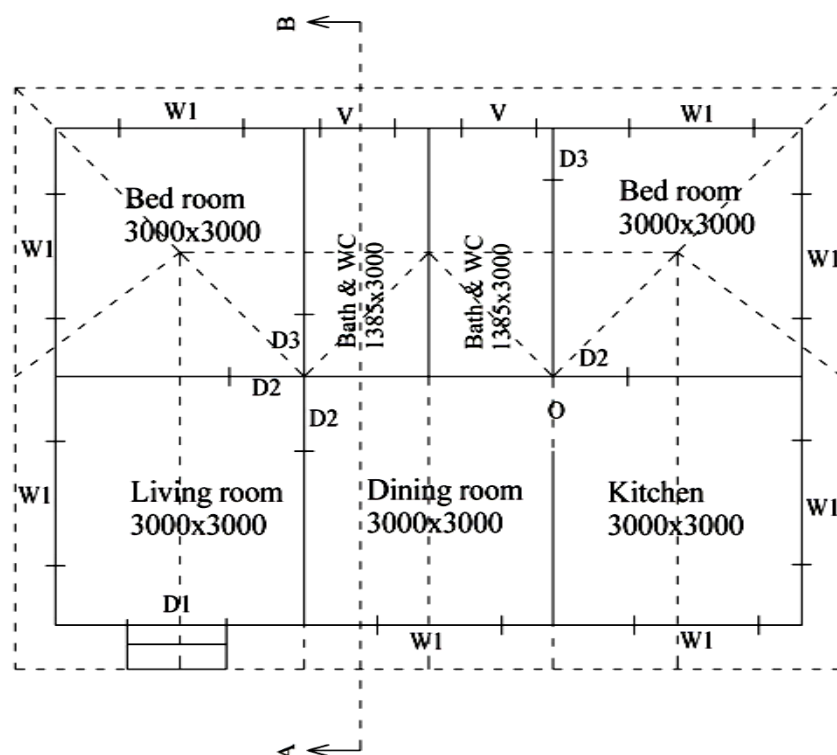 B
W1
V
V
W1
D3
Bed room
3000x3000
Bed room
3000x3000
W1
W1
Bath & WC
1385x3000
Bath & WC
1385x3000
D3
D2
D2
D2
O
W1
Living room
3000x3000
Dining room
3000x3000
Kitchen
3000x3000
W1
D1
W1
W1
A